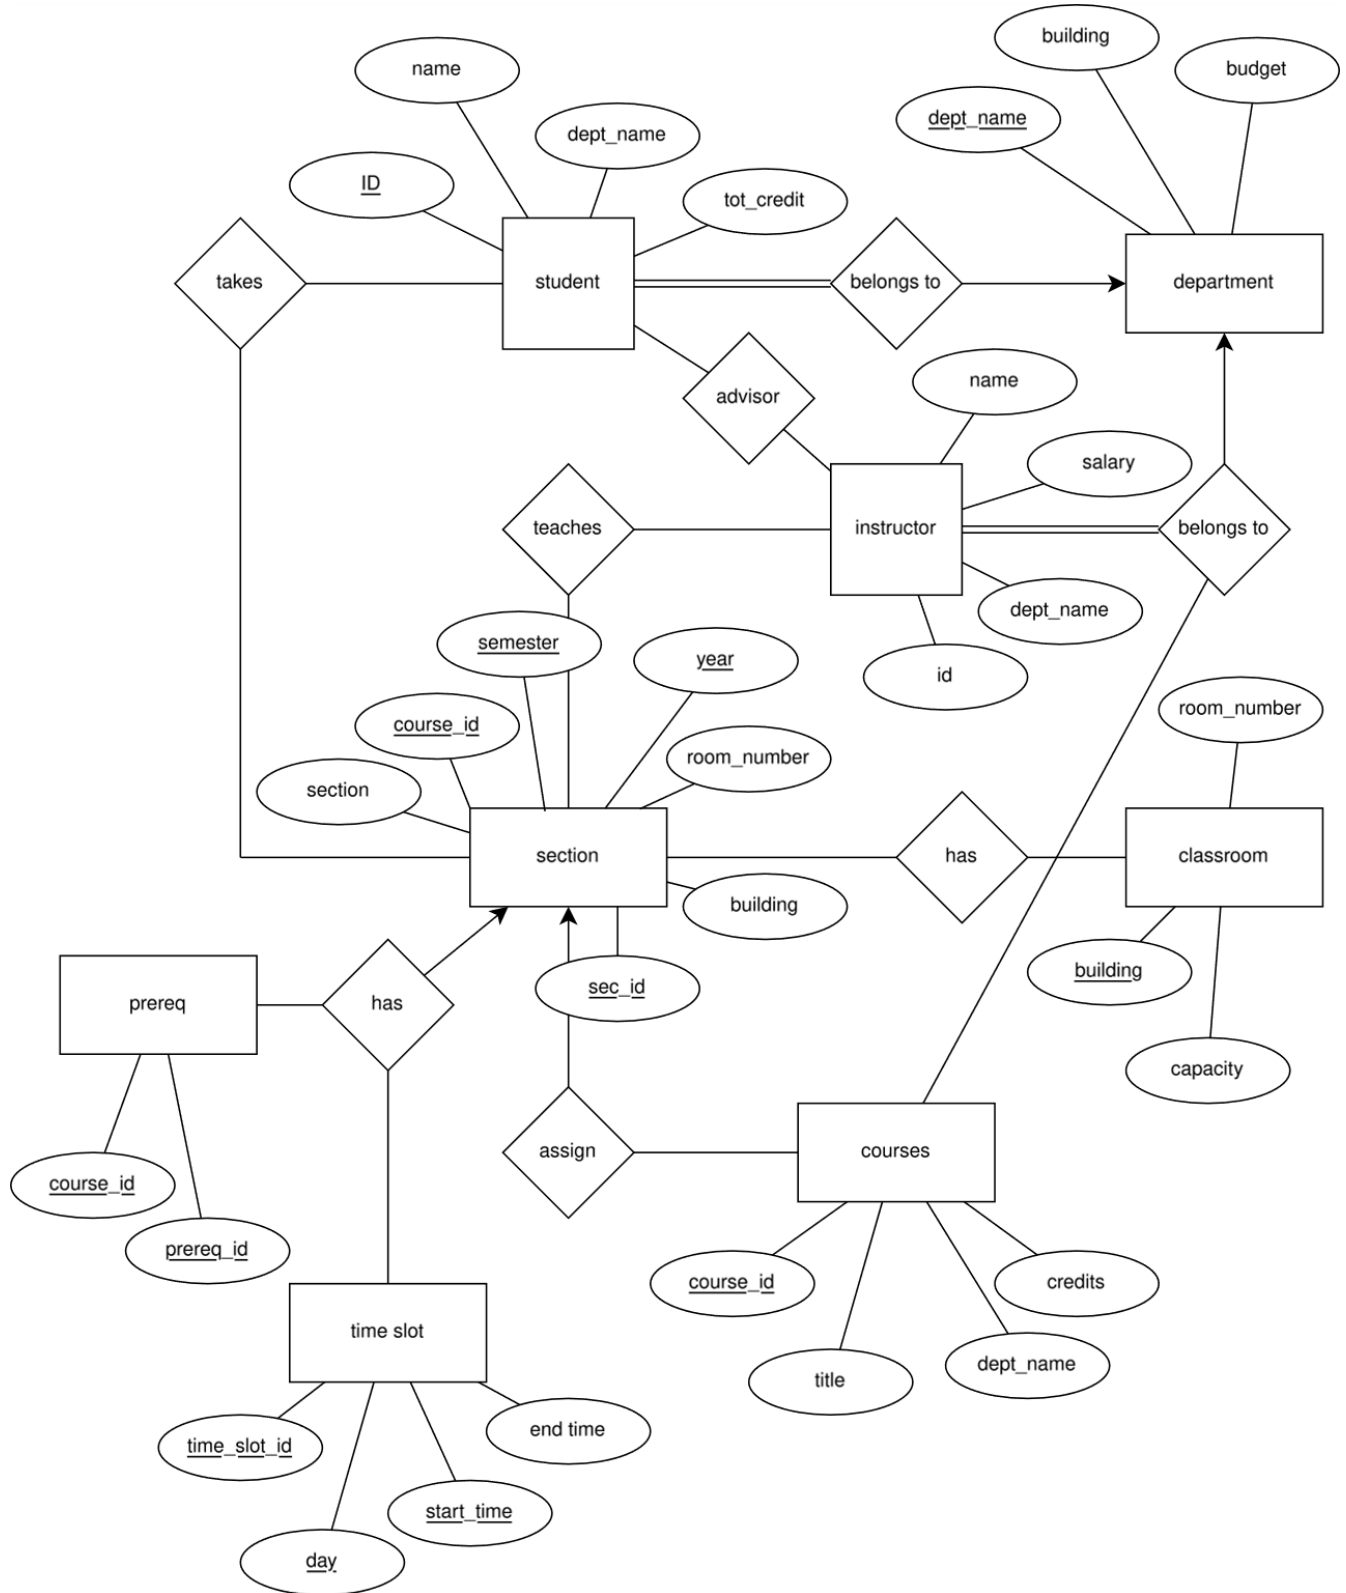 building
name
budget
dept_name
dept_name
ID
tot_credit
takes
student
belongs to
department
name
advisor
salary
teaches
instructor
belongs to
dept_name
semester
year
id
room_number
course_id
room_number
section
section
has
classroom
building
building
sec_id
prereq
has
capacity
assign
courses
course_id
prereq_id
course_id
credits
time slot
dept_name
title
end time
time_slot_id
start_time
day